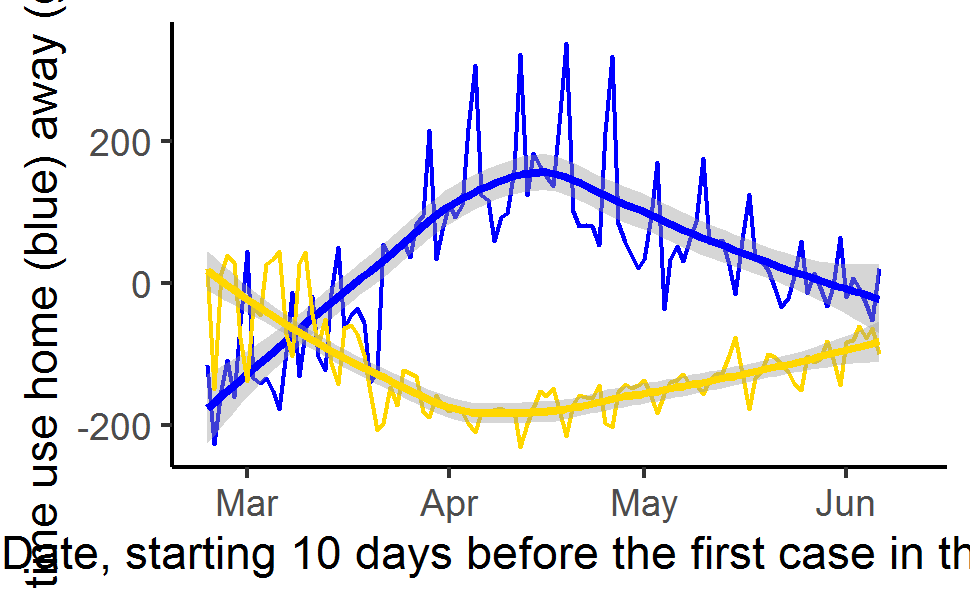 time use home (blue) away (
200
0
-200
Mar Apr May Jun
Date, starting 10 days before the first case in th